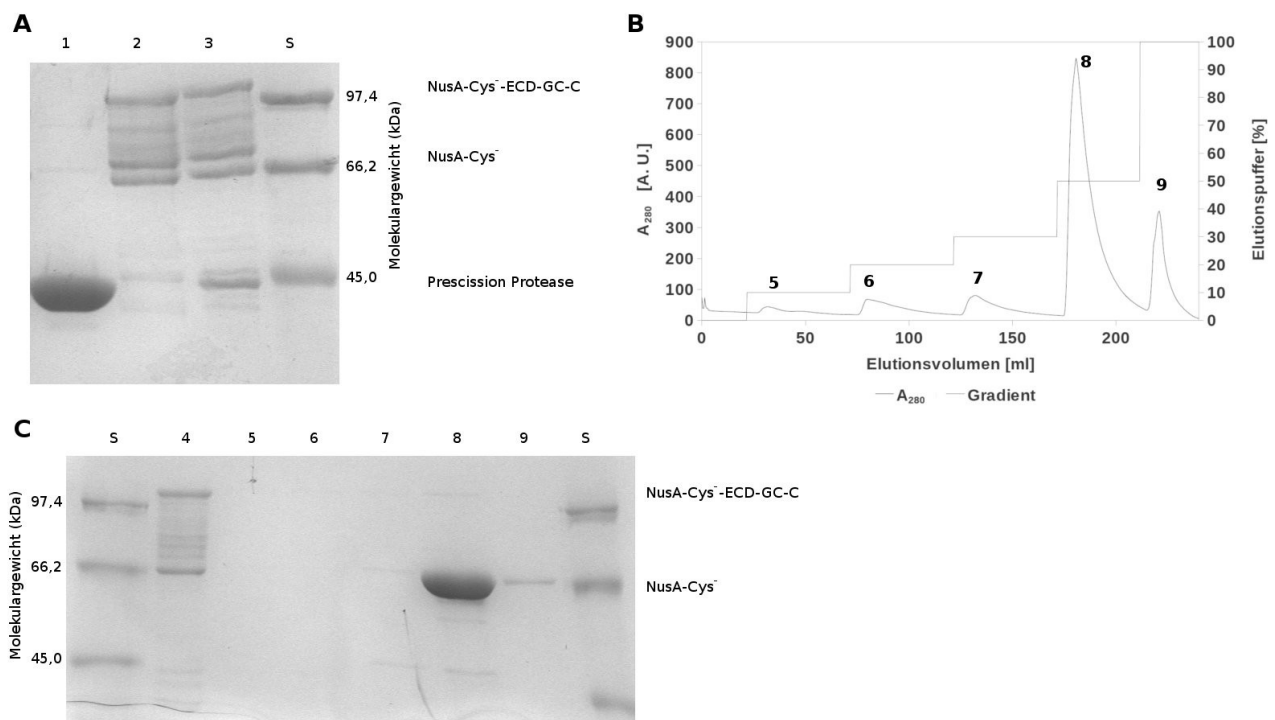 A
1 2 3 S
NusA-Cys⁻-ECD-GC-C
97,4
NusA-Cys⁻
66,2
45,0
Prescission Protease
Molekulargewicht (kDa)
B
900
800
700
600
500
400
300
200
100
0
A₂₈₀ [A. U.]
100
90
80
70
60
50
40
30
20
10
0
Elutionspuffer [%]
5 6 7 8 9
0 50 100 150 200
Elutionsvolumen [ml]
A₂₈₀ Gradient
C
S 4 5 6 7 8 9 S
97,4
66,2
45,0
Molekulargewicht (kDa)
NusA-Cys⁻-ECD-GC-C
NusA-Cys⁻